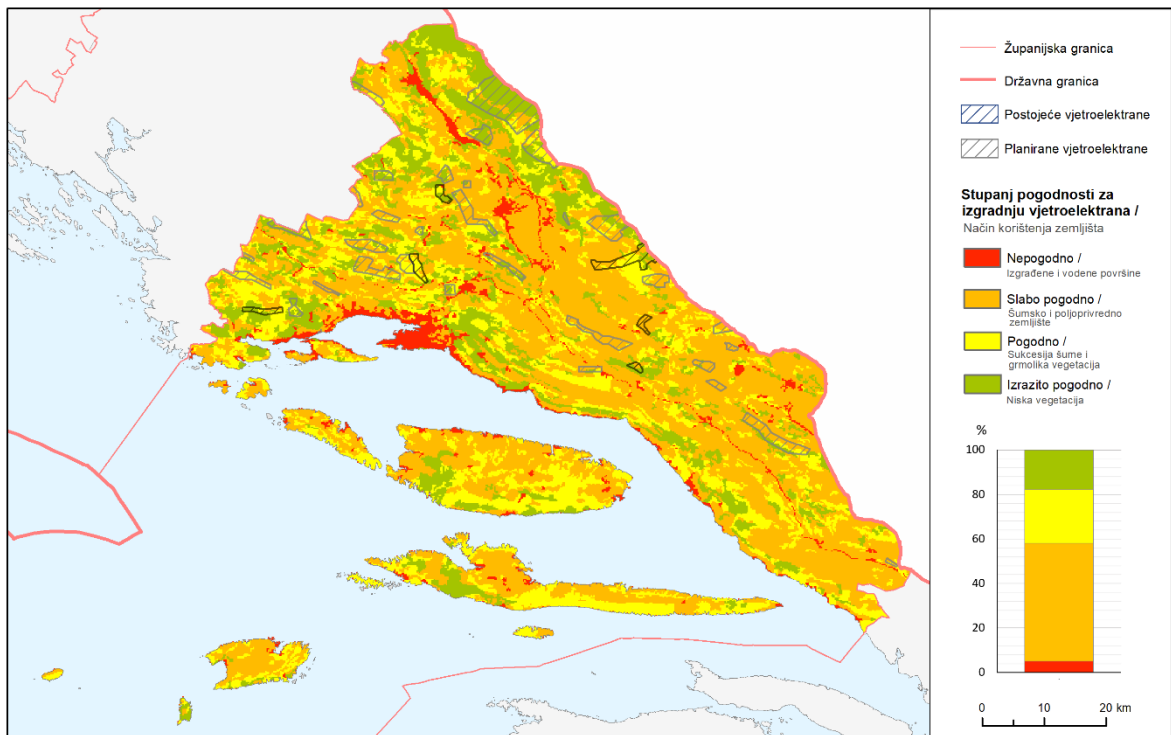 Županijska granica
Državna granica
Postojeće vjetroelektrane
Planirane vjetroelektrane
Stupanj pogodnosti za
izgradnju vjetroelektrana /
Način korištenja zemljišta
Nepogodno /
Izgrađene i vodene površine
Slabo pogodno /
Šumsko i poljoprivredno
zemljište
Pogodno /
Sukcesija šume i
grmolika vegetacija
Izrazito pogodno /
Niska vegetacija
%
100
80
60
40
20
0
0 10 20 km